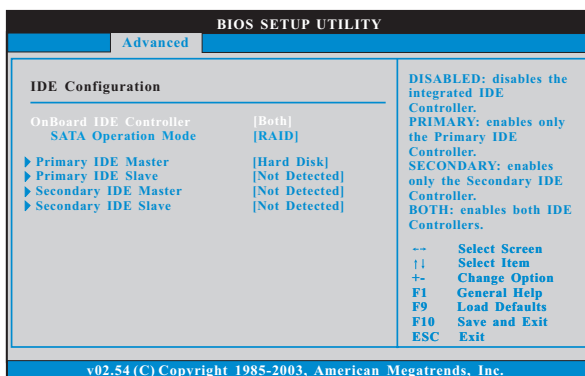 BIOS SETUP UTILITY
Advanced
IDE Configuration
OnBoard IDE Controller [Both]
SATA Operation Mode [RAID]
Primary IDE Master [Hard Disk]
Primary IDE Slave [Not Detected]
Secondary IDE Master [Not Detected]
Secondary IDE Slave [Not Detected]
DISABLED: disables the
integrated IDE
Controller.
PRIMARY: enables only
the Primary IDE
Controller.
SECONDARY: enables
only the Secondary IDE
Controller.
BOTH: enables both IDE
Controllers.
←→ Select Screen
↑↓ Select Item
+- Change Option
F1 General Help
F9 Load Defaults
F10 Save and Exit
ESC Exit
v02.54 (C) Copyright 1985-2003, American Megatrends, Inc.